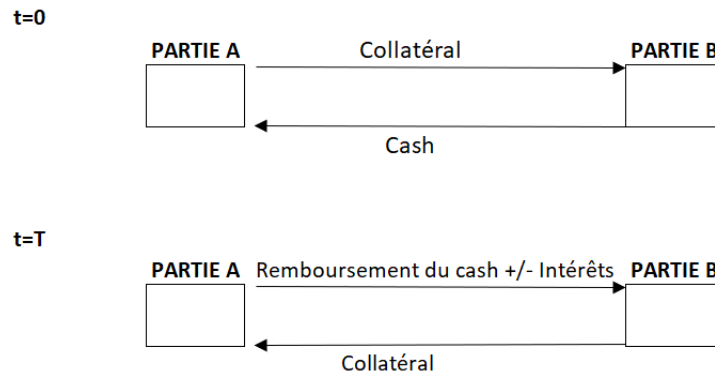 t=0
PARTIE A Collatéral PARTIE B
Cash
t=T
PARTIE A Remboursement du cash +/- Intérêts PARTIE B
Collatéral